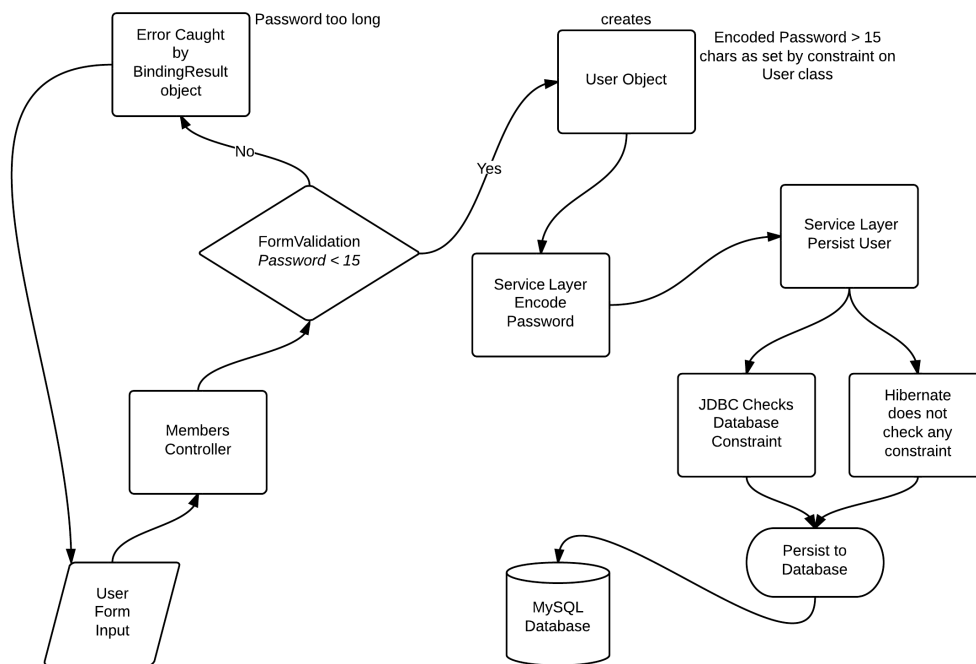 Password too long
Error Caught
by
BindingResult
object
creates
Encoded Password > 15
chars as set by constraint on
User class
User Object
No
Yes
FormValidation
Password < 15
Service Layer
Persist User
Service Layer
Encode
Password
Members
Controller
JDBC Checks
Database
Constraint
Hibernate
does not
check any
constraint
Persist to
Database
User
Form
Input
MySQL
Database